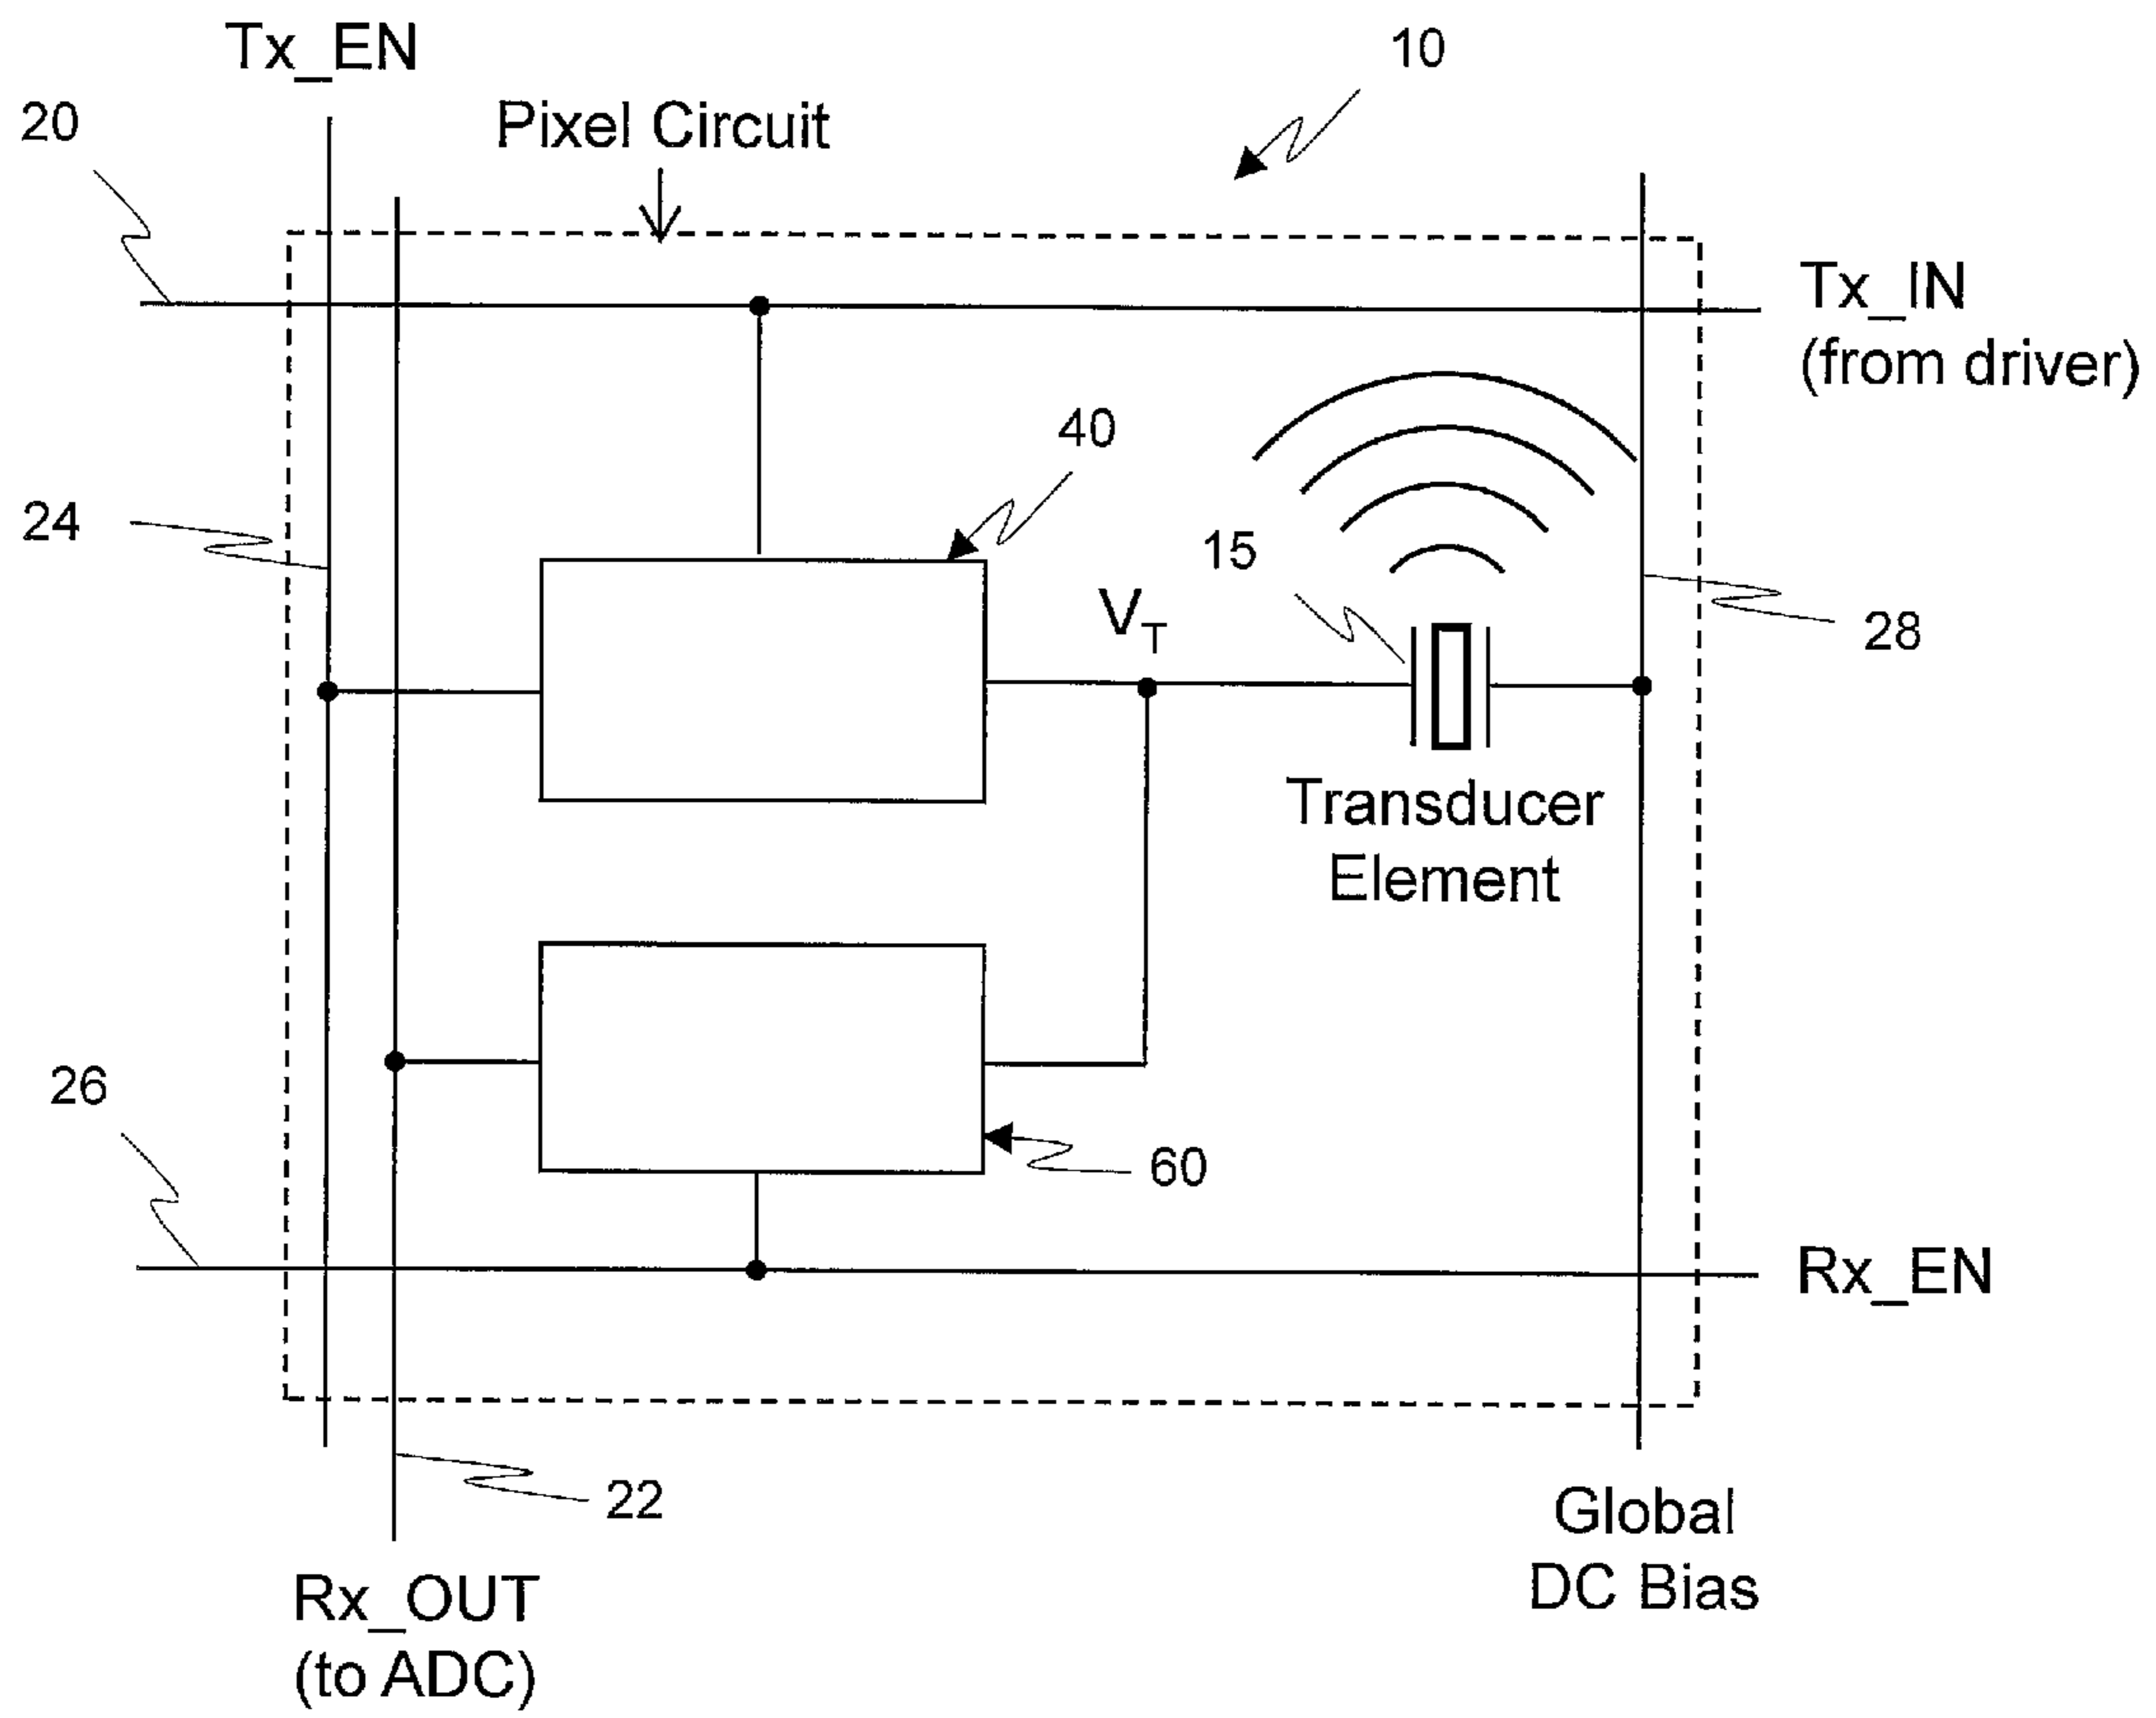 Tx_EN
10
20
Pixel Circuit
Tx_IN
(from driver)
40
24
15
V_T
28
Transducer
Element
26
60
Rx_EN
22
Global
DC Bias
Rx_OUT
(to ADC)